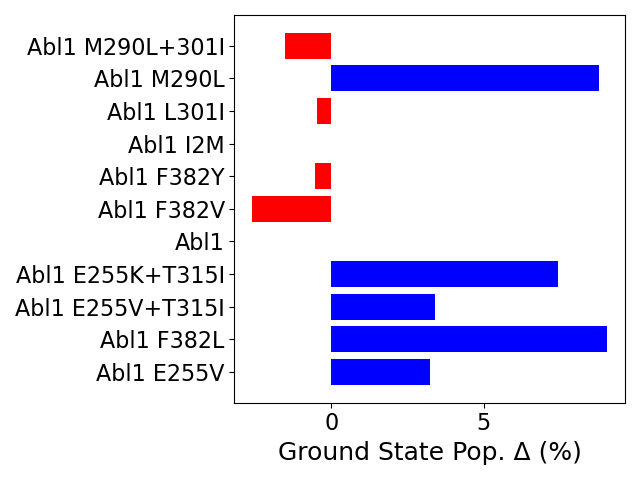 Abl1 M290L+301I
Abl1 M290L
Abl1 L301I
Abl1 I2M
Abl1 F382Y
Abl1 F382V
Abl1
Abl1 E255K+T315I
Abl1 E255V+T315I
Abl1 F382L
Abl1 E255V
0 5
Ground State Pop. Δ (%)